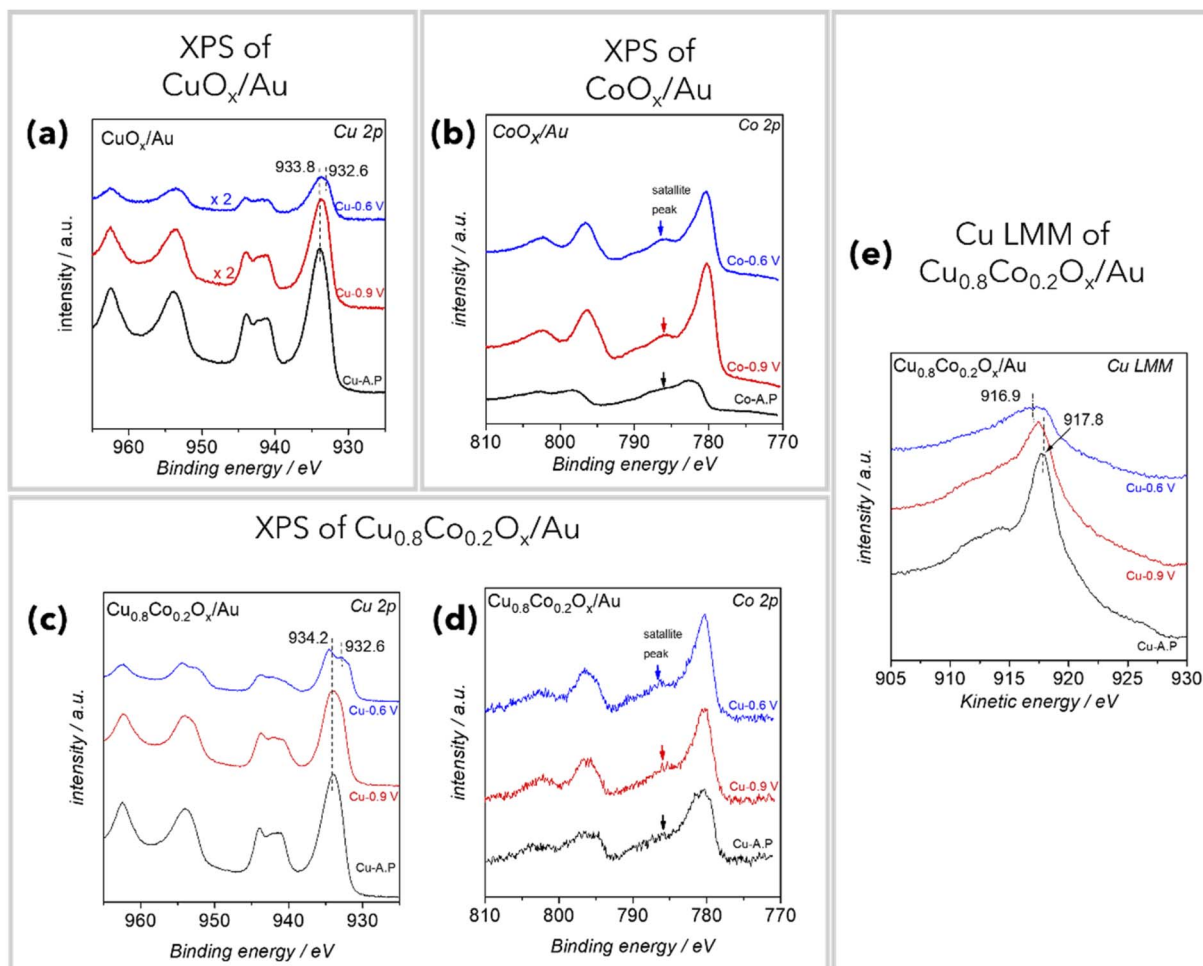 XPS of
CuOx/Au
(a)
CuOx/Au
Cu 2p
933.8
932.6
x 2
Cu-0.6 V
x 2
Cu-0.9 V
Cu-A.P
intensity / a.u.
960 950 940 930
Binding energy / eV
XPS of
CoOx/Au
(b)
CoOx/Au
Co 2p
satallite
peak
Co-0.6 V
Co-0.9 V
Co-A.P
intensity / a.u.
810 800 790 780 770
Binding energy / eV
XPS of Cu0.8Co0.2Ox/Au
(c)
Cu0.8Co0.2Ox/Au
Cu 2p
934.2
932.6
Cu-0.6 V
Cu-0.9 V
Cu-A.P
intensity / a.u.
960 950 940 930
Binding energy / eV
(d)
Cu0.8Co0.2Ox/Au
Co 2p
satallite
peak
Cu-0.6 V
Cu-0.9 V
Cu-A.P
intensity / a.u.
810 800 790 780 770
Binding energy / eV
(e)
Cu LMM of
Cu0.8Co0.2Ox/Au
Cu0.8Co0.2Ox/Au
Cu LMM
916.9
917.8
Cu-0.6 V
Cu-0.9 V
Cu-A.P
intensity / a.u.
905 910 915 920 925 930
Kinetic energy / eV